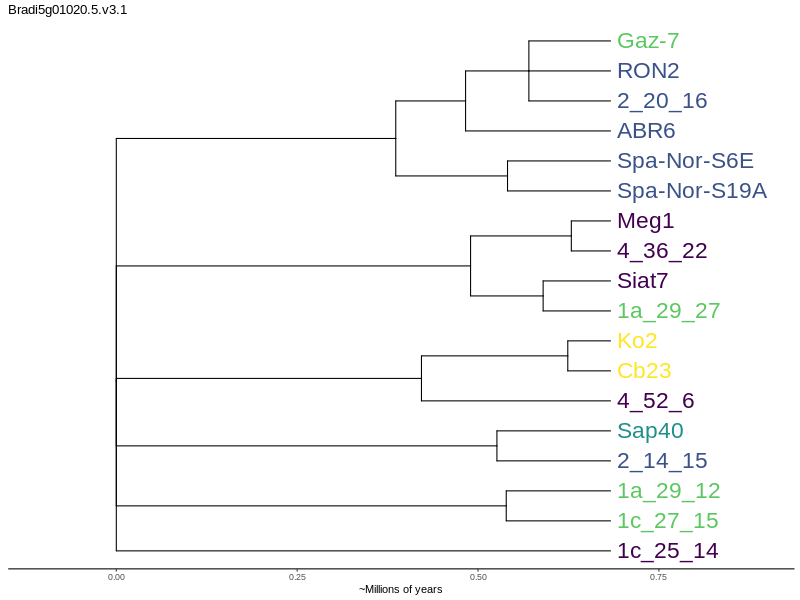 Bradi5g01020.5.v3.1
Gaz-7
RON2
2_20_16
ABR6
Spa-Nor-S6E
Spa-Nor-S19A
Meg1
4_36_22
Siat7
1a_29_27
Ko2
Cb23
4_52_6
Sap40
2_14_15
1a_29_12
1c_27_15
1c_25_14
0.00 0.25 0.50 0.75
~Millions of years